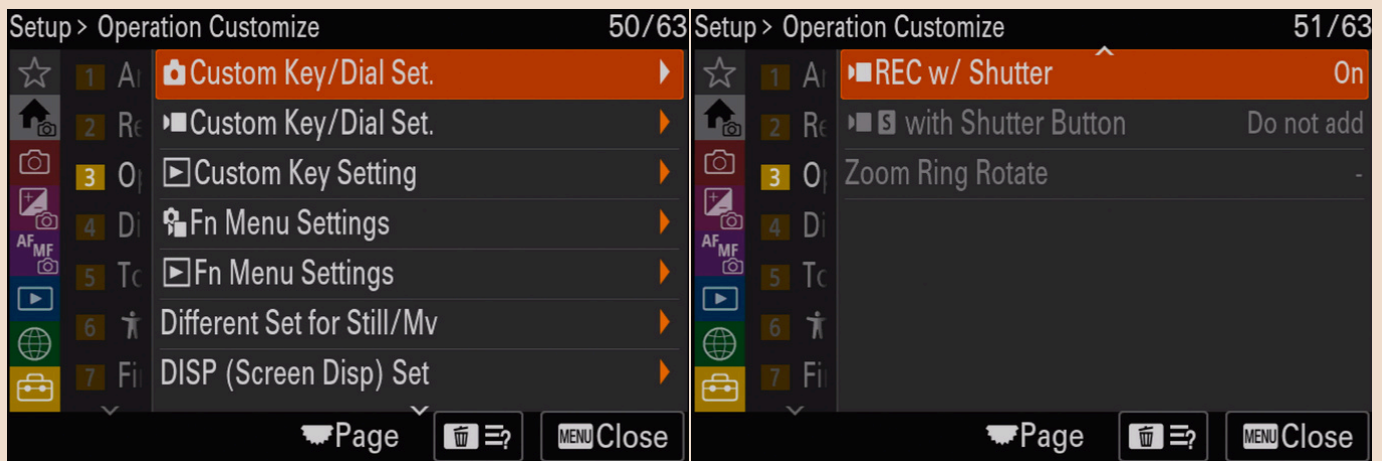 Setup > Operation Customize 50/63
1 Ar
Custom Key/Dial Set.
2 Re
Custom Key/Dial Set.
3 Op
Custom Key Setting
4 Di
Fn Menu Settings
5 To
Fn Menu Settings
6
Different Set for Still/Mv
7 Fi
DISP (Screen Disp) Set
AF MF
Page
MENU Close
Setup > Operation Customize 51/63
1 Ar
REC w/ Shutter On
2 Re
S with Shutter Button Do not add
3 Op
Zoom Ring Rotate -
4 Di
5 To
6
7 Fi
AF MF
Page
MENU Close